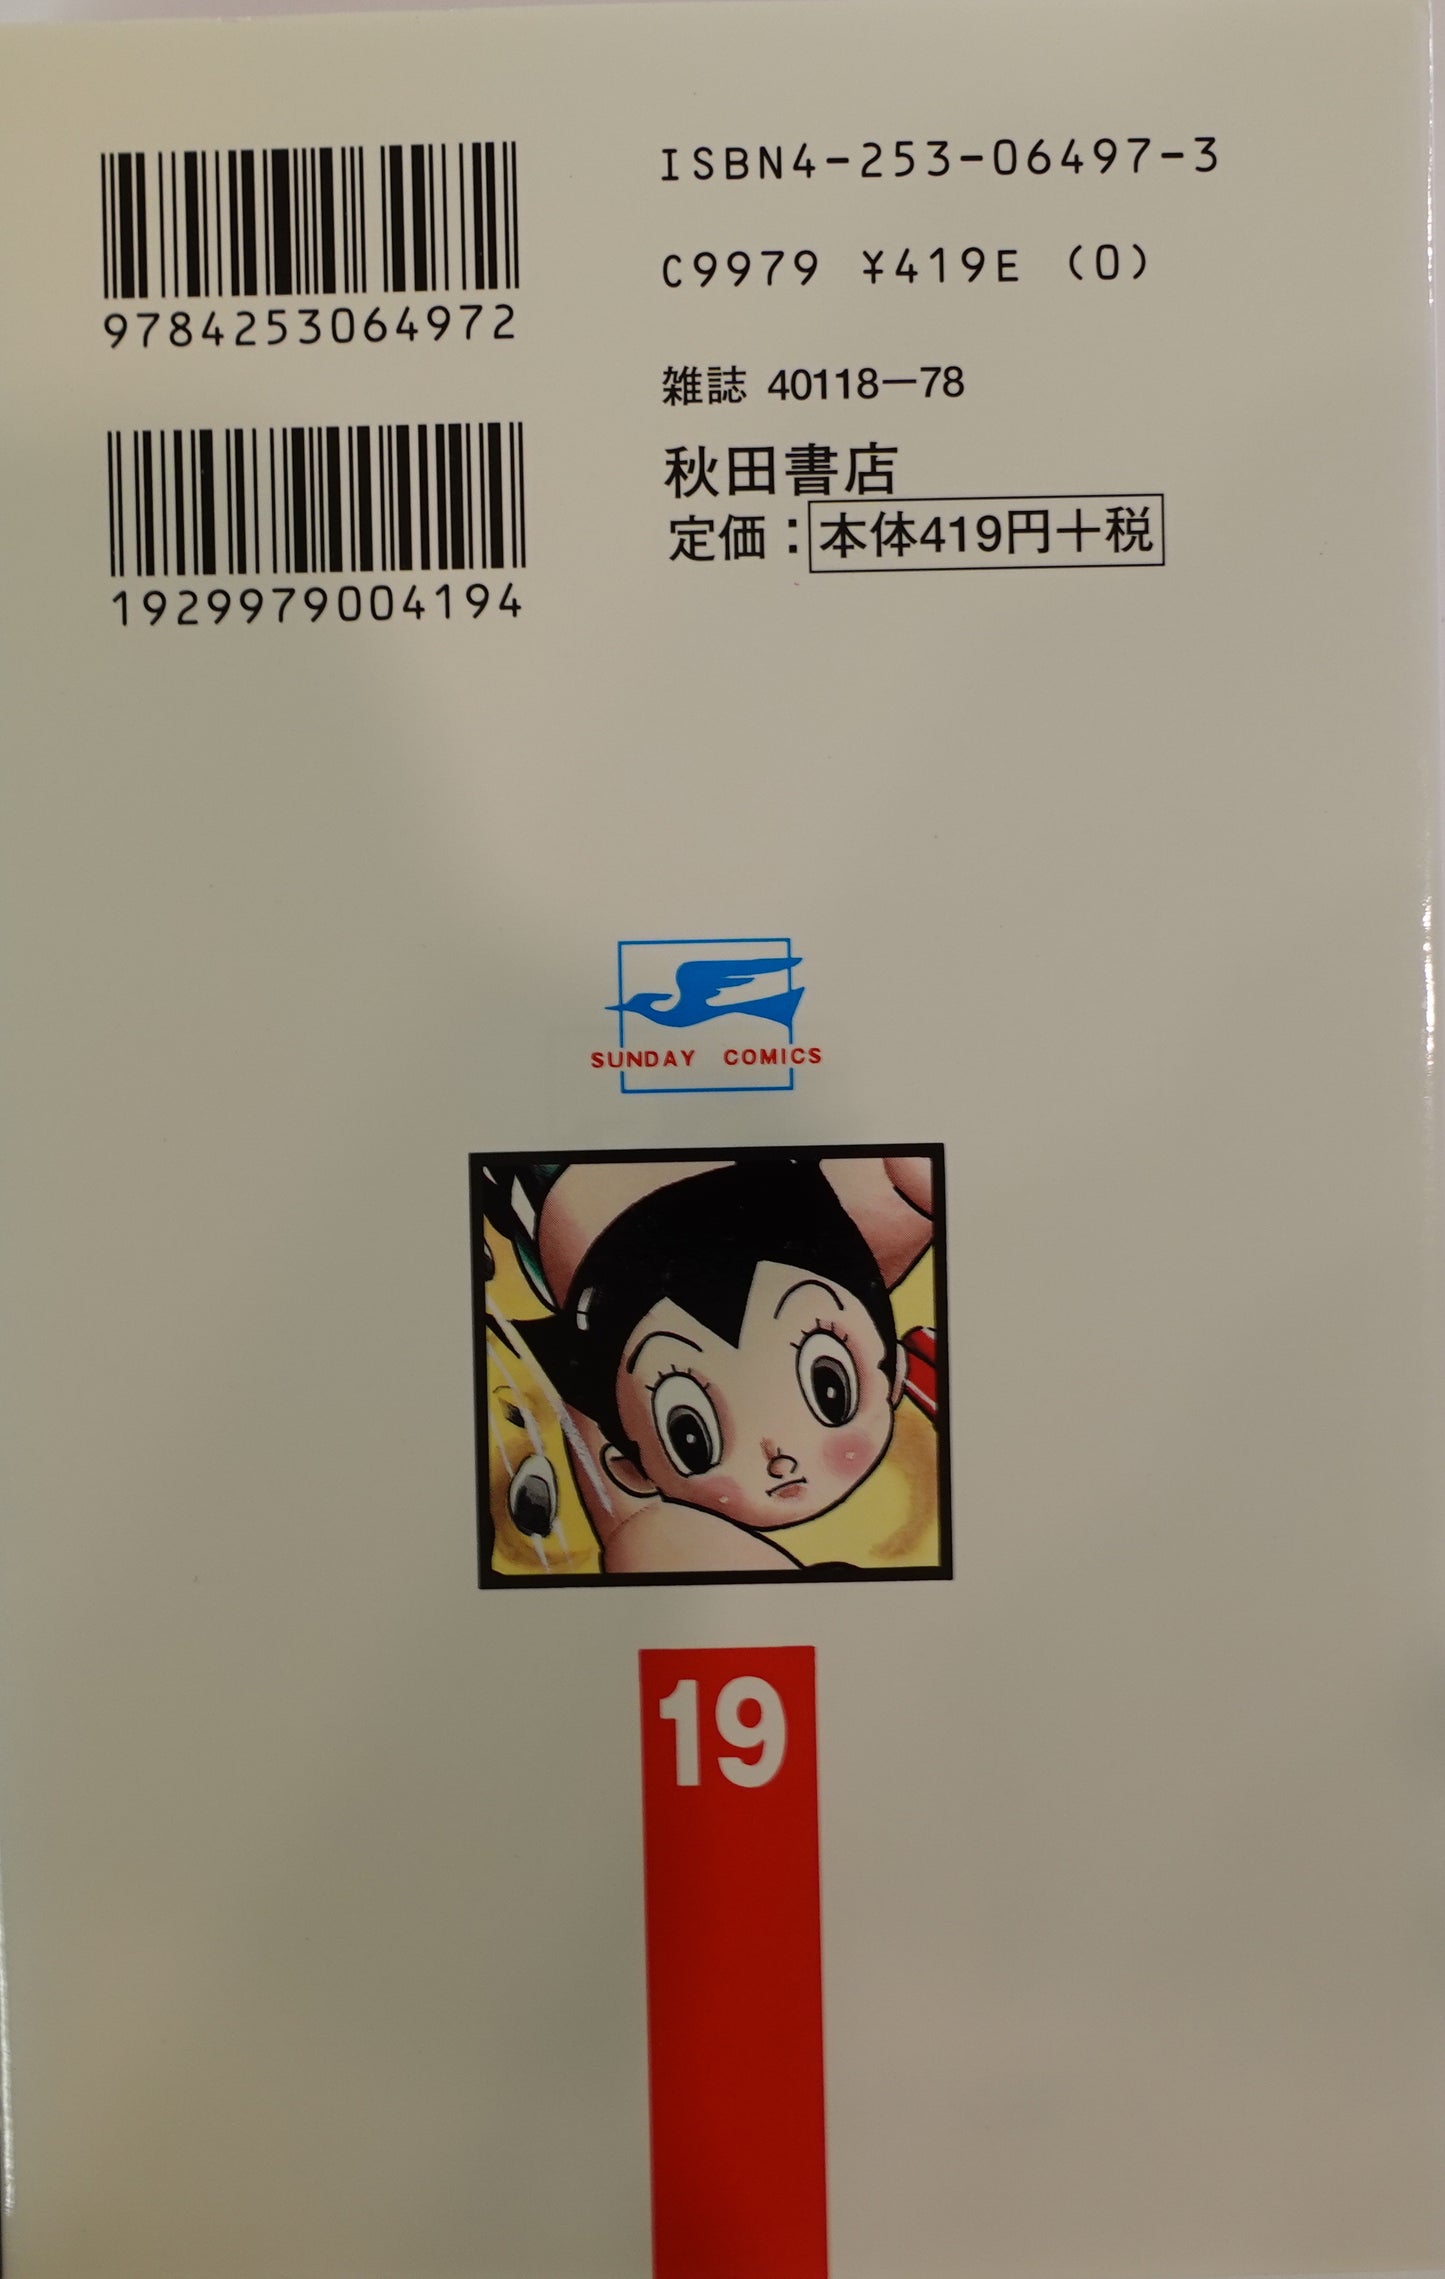 9784253064972
1929979004194
ISBN4-253-06497-3
C9979 ¥419E (0)
雑誌 40118-78
秋田書店
定価：本体419円+税
SUNDAY COMICS
19